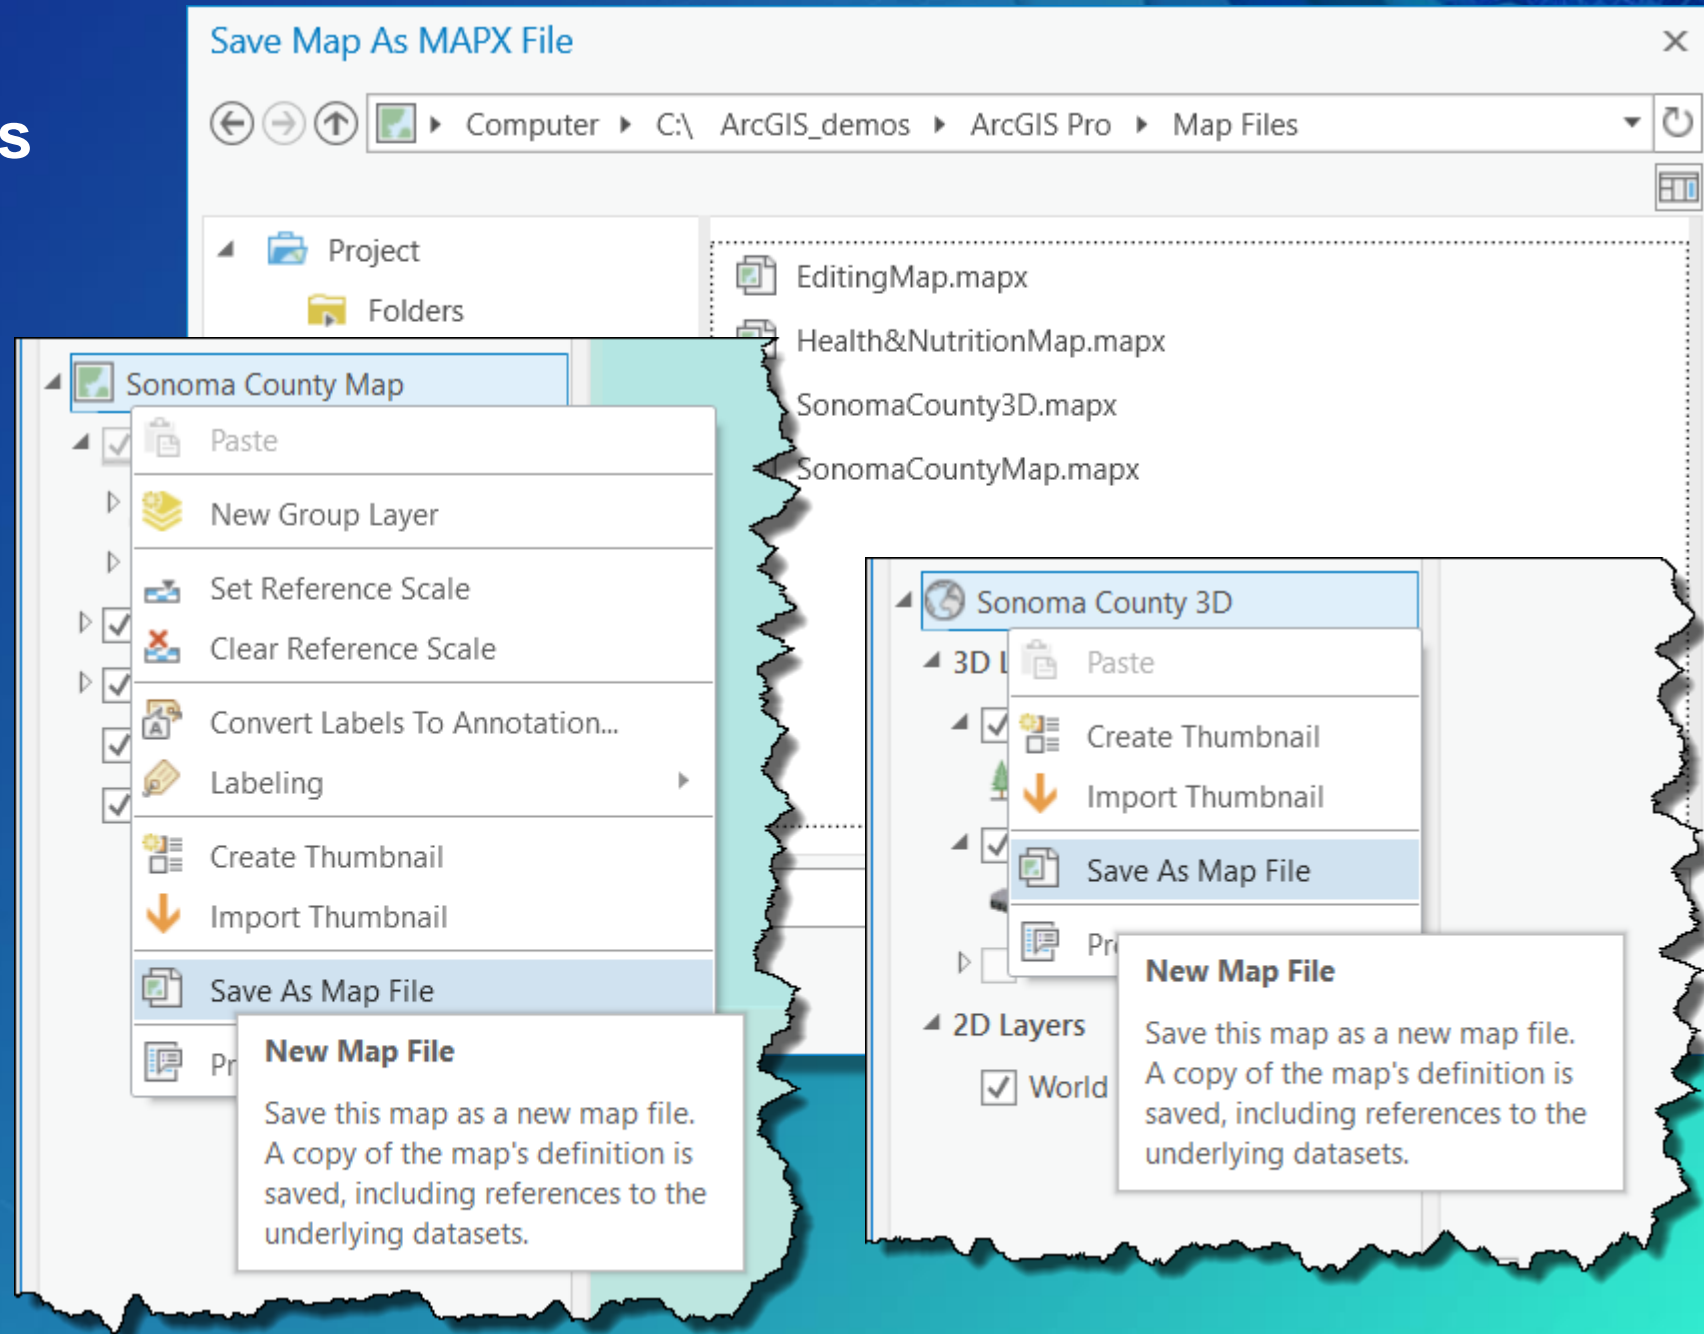 s
Save Map As MAPX File
Computer C:\ ArcGIS_demos ArcGIS Pro Map Files
Project
Folders
EditingMap.mapx
Health&NutritionMap.mapx
SonomaCounty3D.mapx
SonomaCountyMap.mapx
Sonoma County Map
Paste
New Group Layer
Set Reference Scale
Clear Reference Scale
Convert Labels To Annotation...
Labeling
Create Thumbnail
Import Thumbnail
Save As Map File
Pr
New Map File
Save this map as a new map file.
A copy of the map's definition is
saved, including references to the
underlying datasets.
Sonoma County 3D
3D L
Paste
Create Thumbnail
Import Thumbnail
Save As Map File
Pr
2D Layers
World
New Map File
Save this map as a new map file.
A copy of the map's definition is
saved, including references to the
underlying datasets.